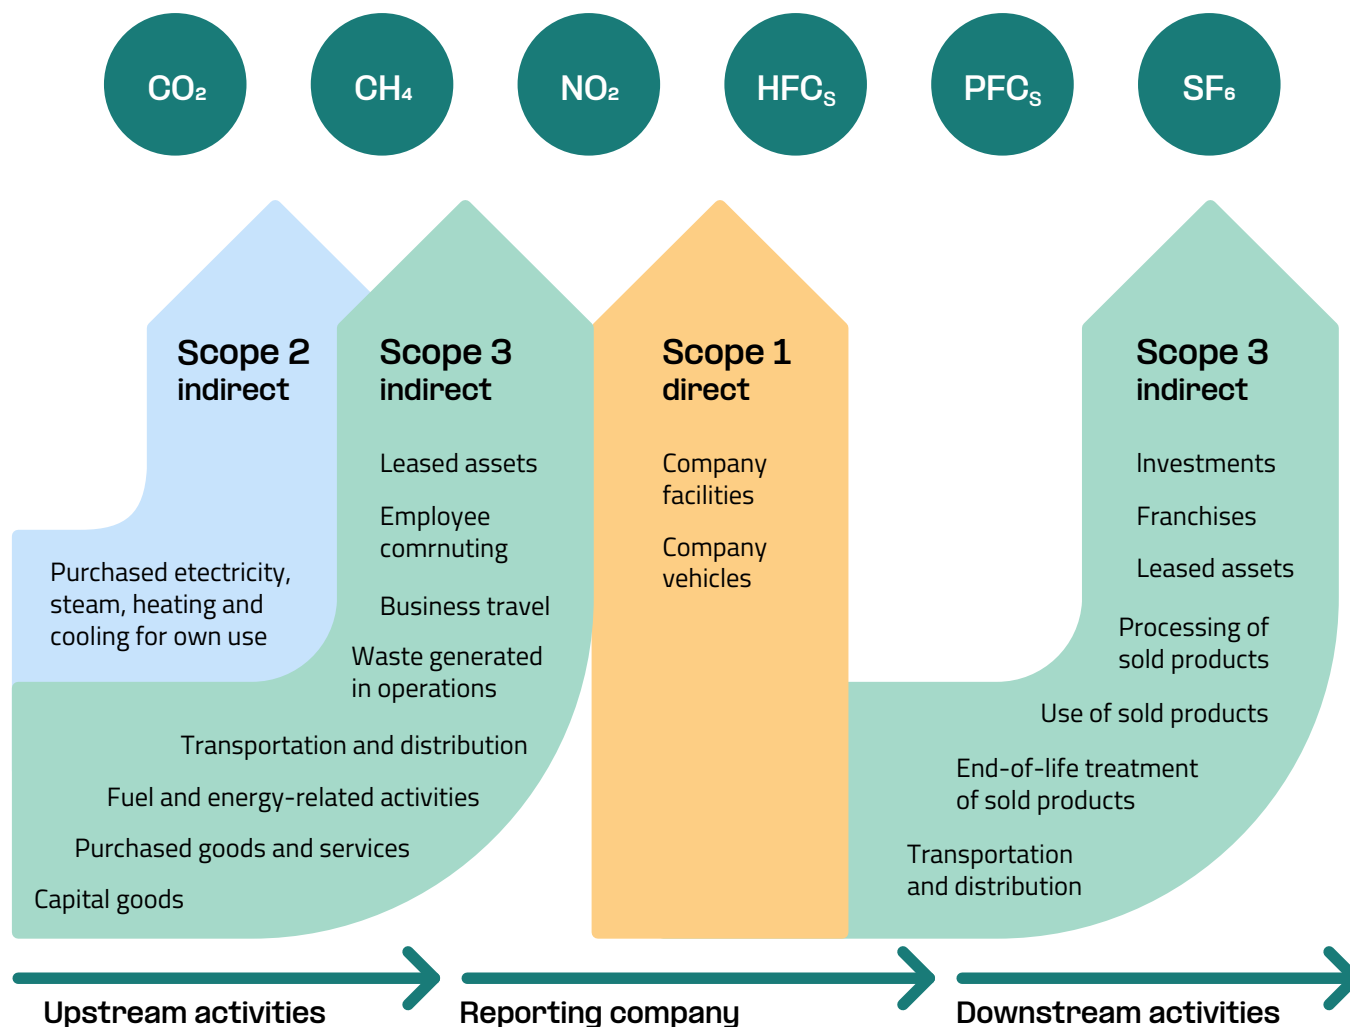 CO₂
CH₄
NO₂
HFCs
PFCs
SF₆
Scope 2
indirect
Purchased etectricity,
steam, heating and
cooling for own use
Scope 3
indirect
Leased assets
Employee
comrnuting
Business travel
Waste generated
in operations
Transportation and distribution
Fuel and energy-related activities
Purchased goods and services
Capital goods
Scope 1
direct
Company
facilities
Company
vehicles
Scope 3
indirect
Investments
Franchises
Leased assets
Processing of
sold products
Use of sold products
End-of-life treatment
of sold products
Transportation
and distribution
Upstream activities
Reporting company
Downstream activities